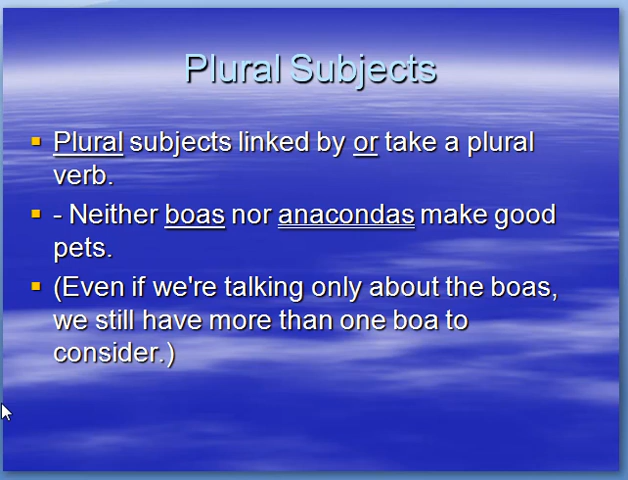 Plural Subjects
Plural subjects linked by or take a plural
verb.
- Neither boas nor anacondas make good
pets.
(Even if we're talking only about the boas,
we still have more than one boa to
consider.)